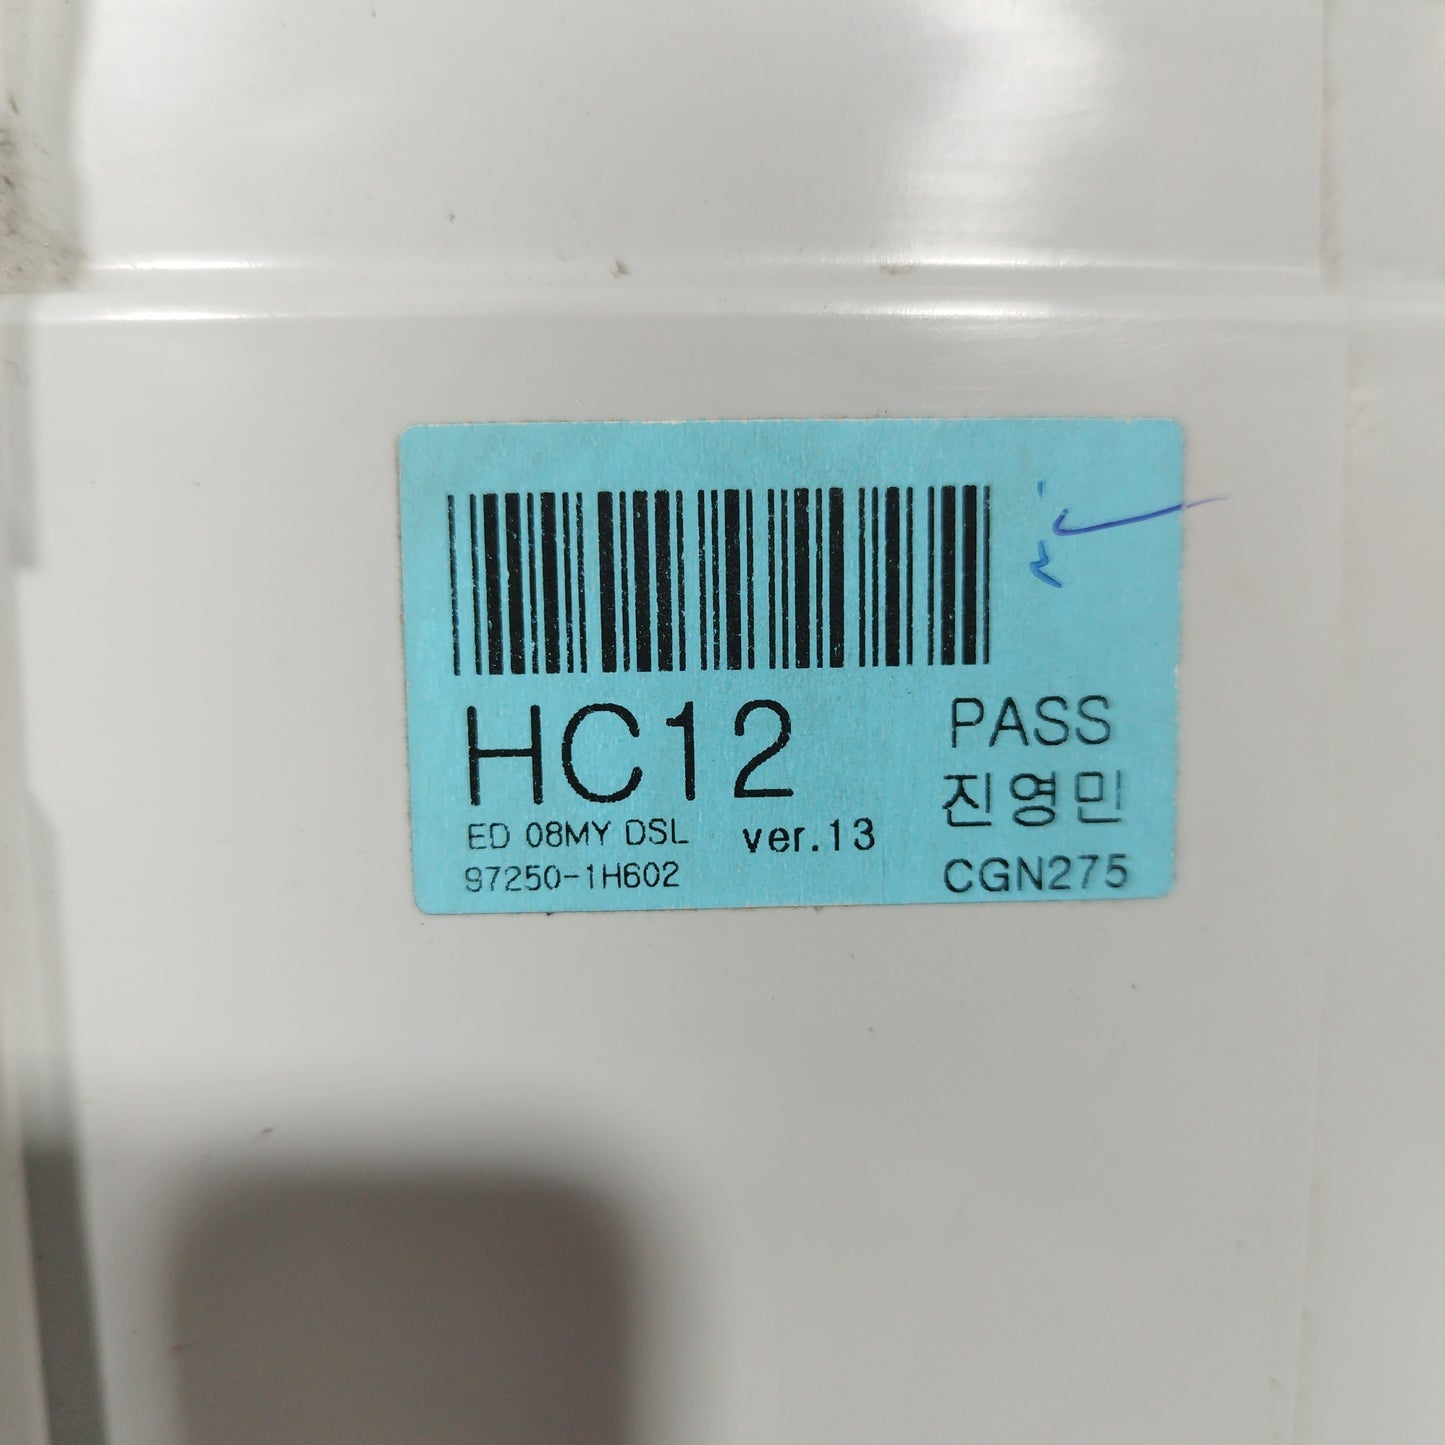 HC12
PASS
진영민
ED 08MY DSL ver.13
97250-1H602
CGN275